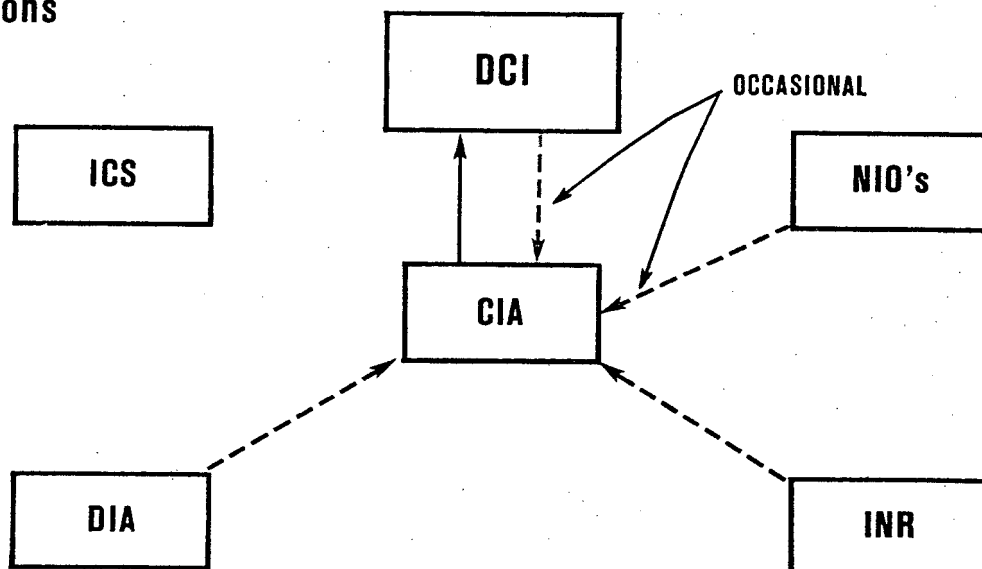 ons
DCI
OCCASIONAL
ICS
NIO's
CIA
DIA
INR